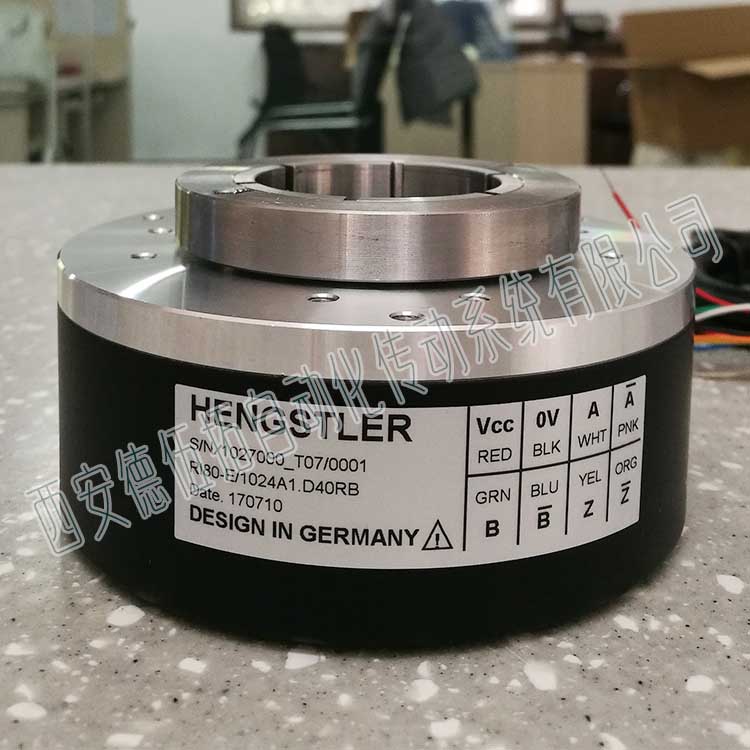 HENGSTLER
S/N/1027080_T07/0001
RI80-E/1024A1.D40RB
Date. 170710
DESIGN IN GERMANY
Vcc 0V A A̅
RED BLK WHT PNK
GRN BLU YEL ORG
B B̅ Z Z̅
西安德伍拓自动化传动系统有限公司